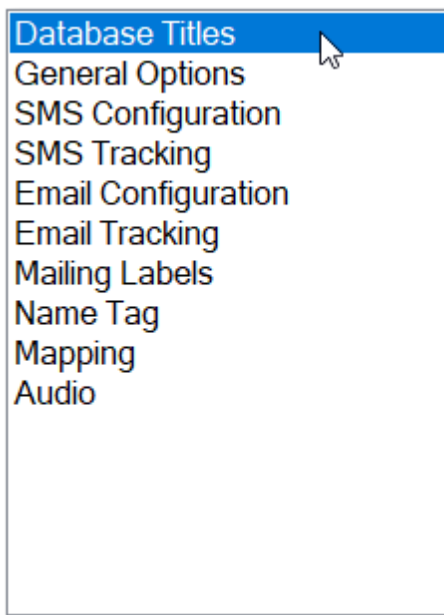 Database Titles
General Options
SMS Configuration
SMS Tracking
Email Configuration
Email Tracking
Mailing Labels
Name Tag
Mapping
Audio